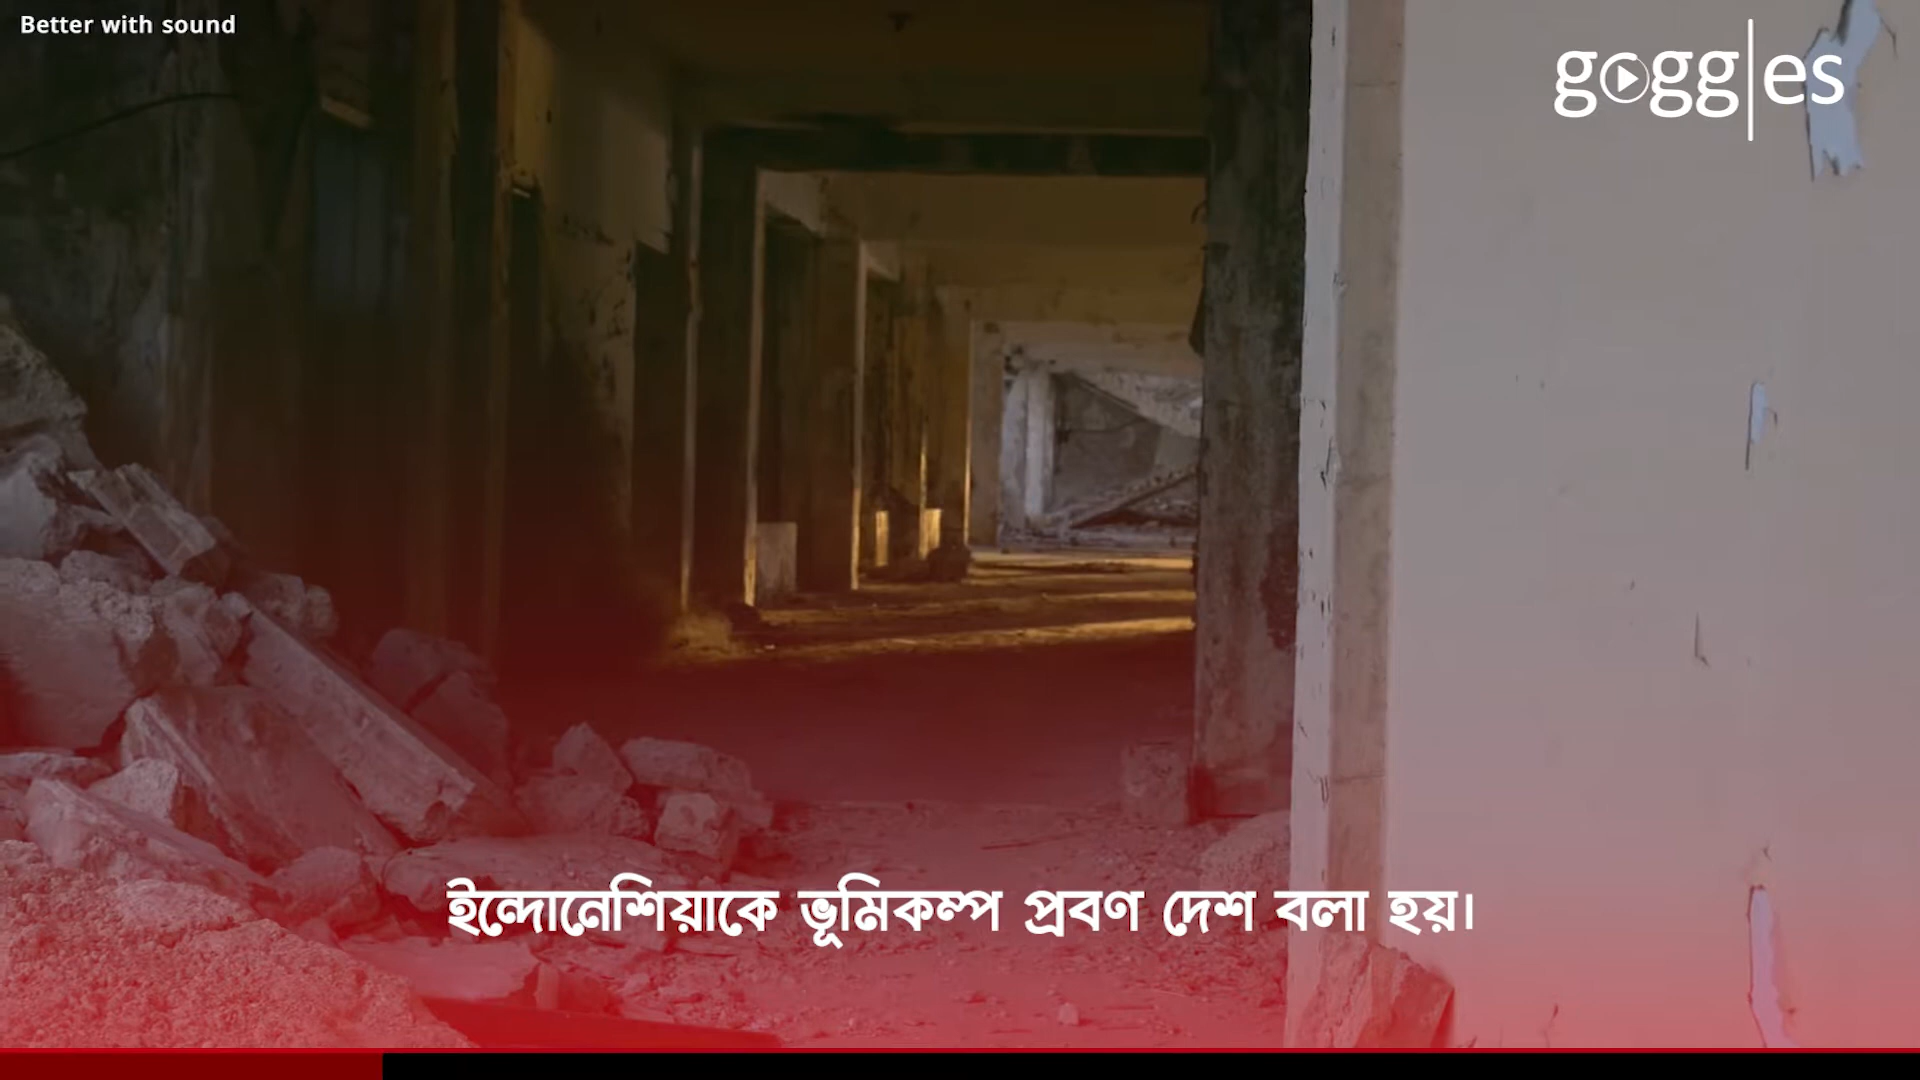 Better with sound
goggles
ইন্দোনেশিয়াকে ভূমিকম্প প্রবণ দেশ বলা হয়।